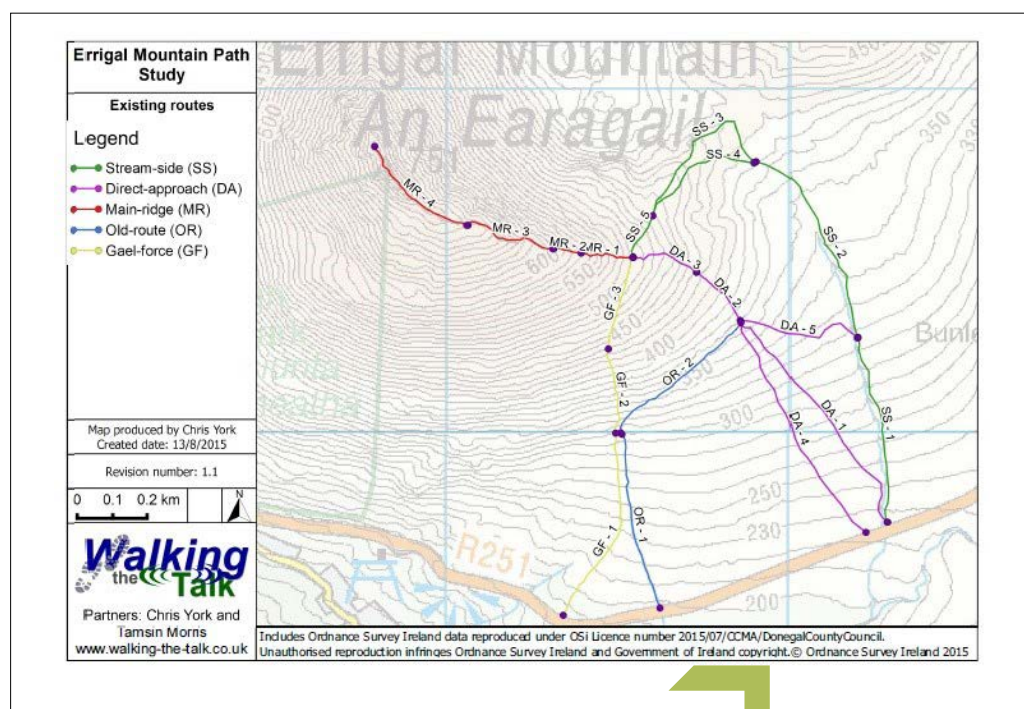 Errigal Mountain Path
Study
Existing routes
Legend
Stream-side (SS)
Direct-approach (DA)
Main-ridge (MR)
Old-route (OR)
Gael-force (GF)
Map produced by Chris York
Created date: 13/8/2015
Revision number: 1.1
0 0.1 0.2 km
N
Walking
the Talk
Partners: Chris York and
Tamsin Morris
www.walking-the-talk.co.uk
Errigal Mountain
An Earagail
751
600
450
400
350
SS - 3
SS - 4
MR - 4
SS - 5
MR - 3
MR - 2
MR - 1
SS - 2
DA - 3
600
550
500
DA - 2
GF - 3
450
DA - 5
400
350
OR - 2
GF - 2
300
DA - 1
DA - 4
SS - 1
250
230
OR - 1
GF - 1
R251
200
Includes Ordnance Survey Ireland data reproduced under OSi Licence number 2015/07/CCMA/DonegalCountyCouncil.
Unauthorised reproduction infringes Ordnance Survey Ireland and Government of Ireland copyright.© Ordnance Survey Ireland 2015